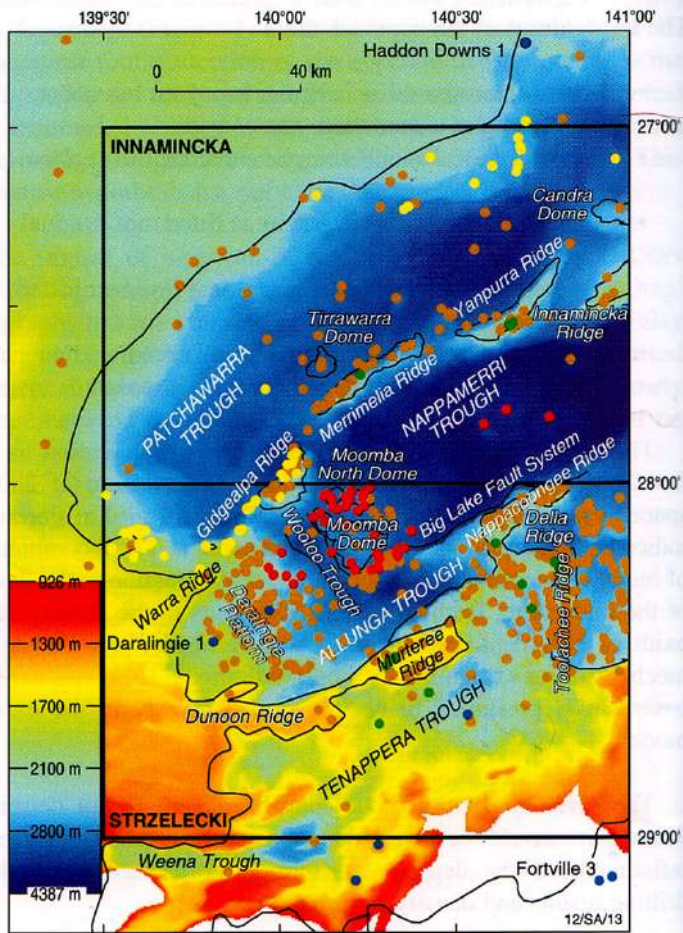 139°30'
140°00'
140°30'
141°00'
Haddon Downs 1
0
40 km
27°00'
INNAMINCKA
Candra
Dome
Yanpurra Ridge
Tirrawarra
Dome
Innamincka
Ridge
PATCHAWARRA
TROUGH
Merrimelia Ridge
NAPPAMERRI
TROUGH
Gidgealpa Ridge
Moomba
North Dome
28°00'
Big Lake Fault System
Nappacoongee Ridge
Wooloo Trough
Moomba
Dome
Della
Ridge
926 m
Warra Ridge
Daralingie
Platform
ALLUNGA TROUGH
Toolachee Ridge
1300 m
Daralingie 1
Murteree
Ridge
1700 m
Dunoon Ridge
TENAPPERA TROUGH
2100 m
2800 m
STRZELECKI
29°00'
Weena Trough
Fortville 3
4387 m
12/SA/13